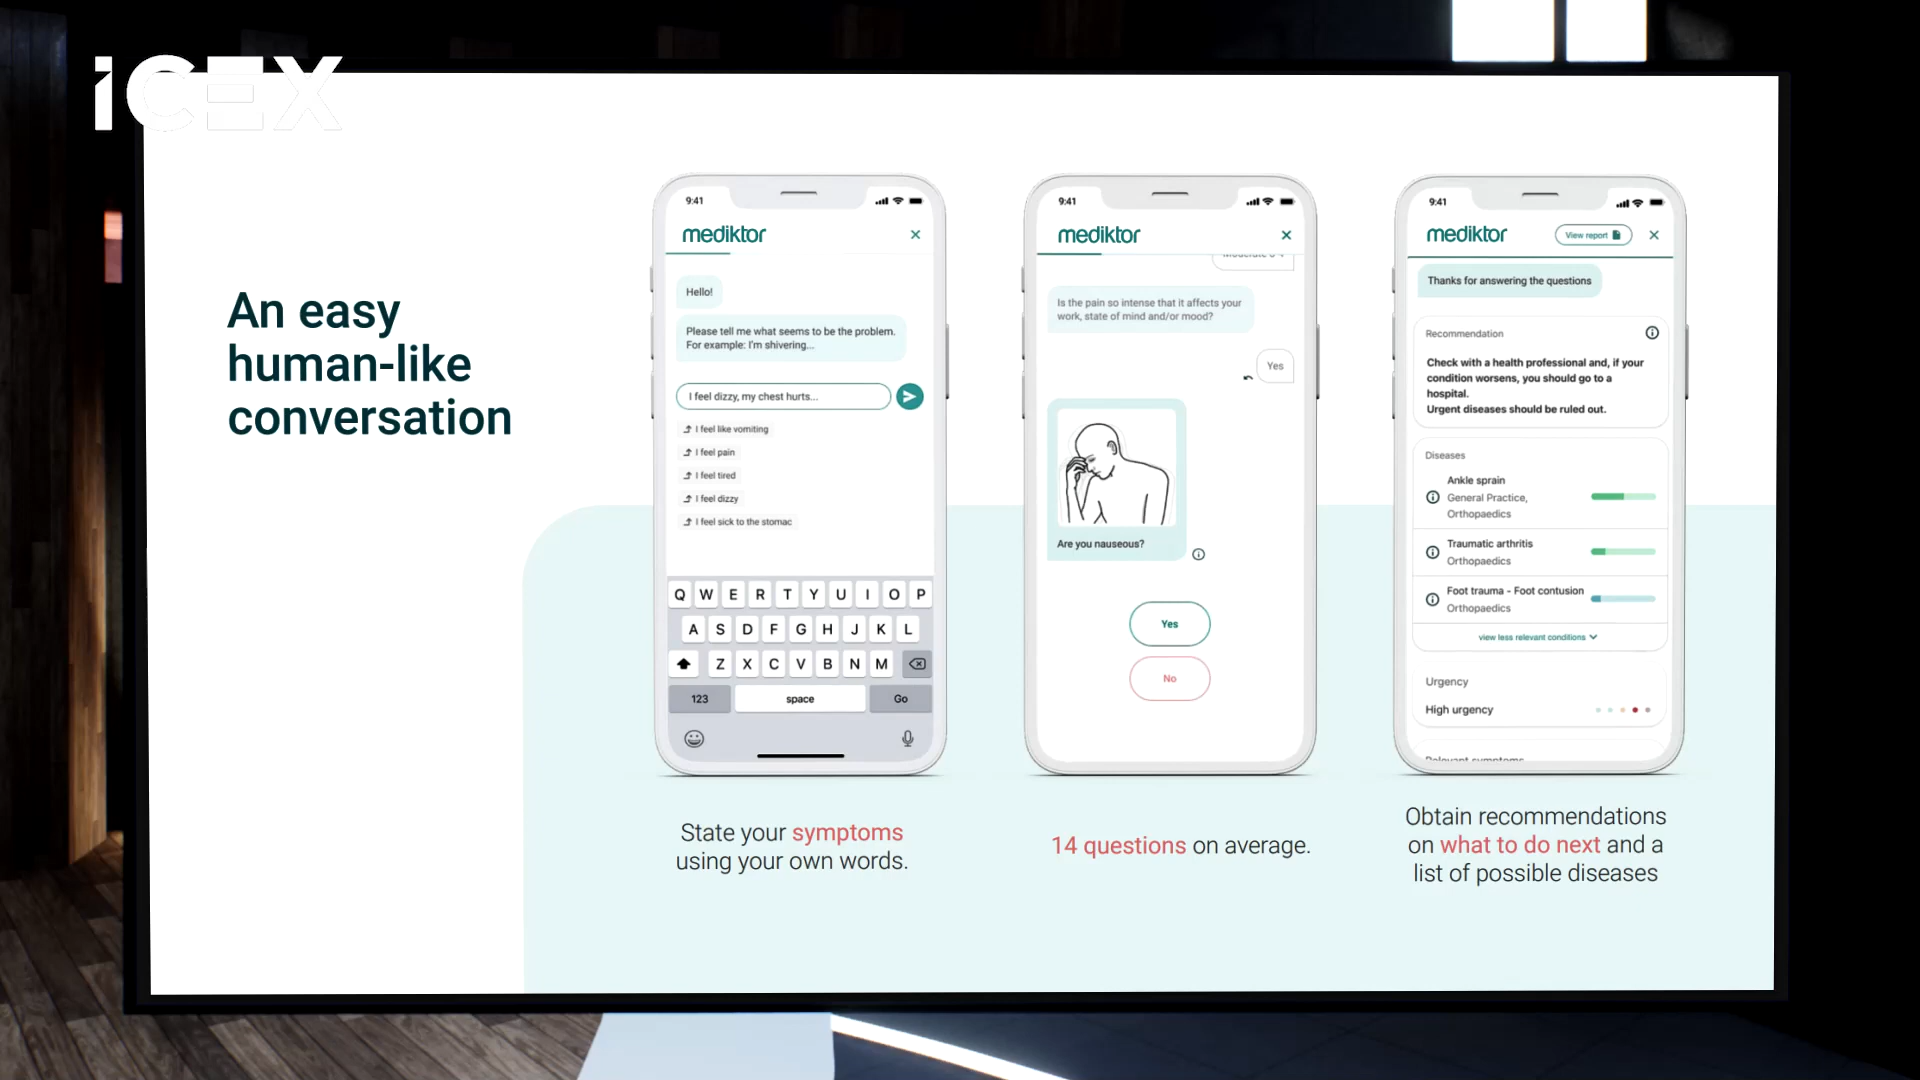 iCEX
An easy
human-like
conversation
9:41
mediktor
Hello!
Please tell me what seems to be the problem.
For example: I'm shivering...
I feel dizzy, my chest hurts...
I feel like vomiting
I feel pain
I feel tired
I feel dizzy
I feel sick to the stomac
Q W E R T Y U I O P
A S D F G H J K L
Z X C V B N M
123 space Go
State your symptoms
using your own words.
9:41
mediktor
Is the pain so intense that it affects your
work, state of mind and/or mood?
Yes
Are you nauseous?
Yes
No
14 questions on average.
9:41
mediktor View report
Thanks for answering the questions
Recommendation
Check with a health professional and, if your
condition worsens, you should go to a
hospital.
Urgent diseases should be ruled out.
Diseases
Ankle sprain
General Practice,
Orthopaedics
Traumatic arthritis
Orthopaedics
Foot trauma - Foot contusion
Orthopaedics
view less relevant conditions
Urgency
High urgency
Relevant symptoms
Obtain recommendations
on what to do next and a
list of possible diseases